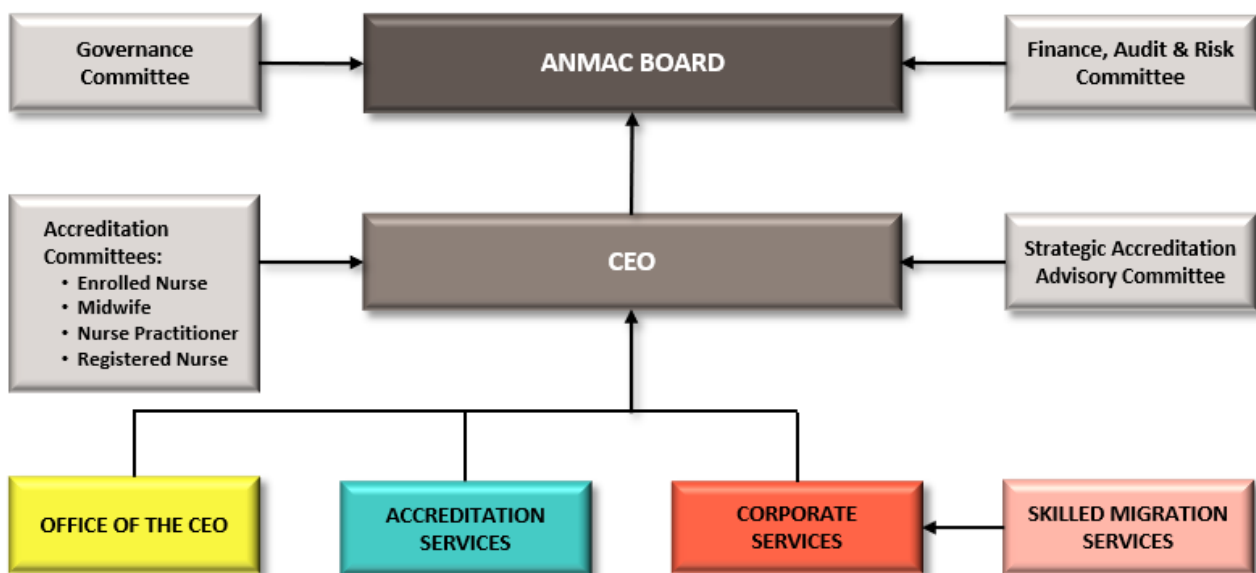 Governance
Committee
ANMAC BOARD
Finance, Audit & Risk
Committee
Accreditation
Committees:
• Enrolled Nurse
• Midwife
• Nurse Practitioner
• Registered Nurse
CEO
Strategic Accreditation
Advisory Committee
OFFICE OF THE CEO
ACCREDITATION
SERVICES
CORPORATE
SERVICES
SKILLED MIGRATION
SERVICES